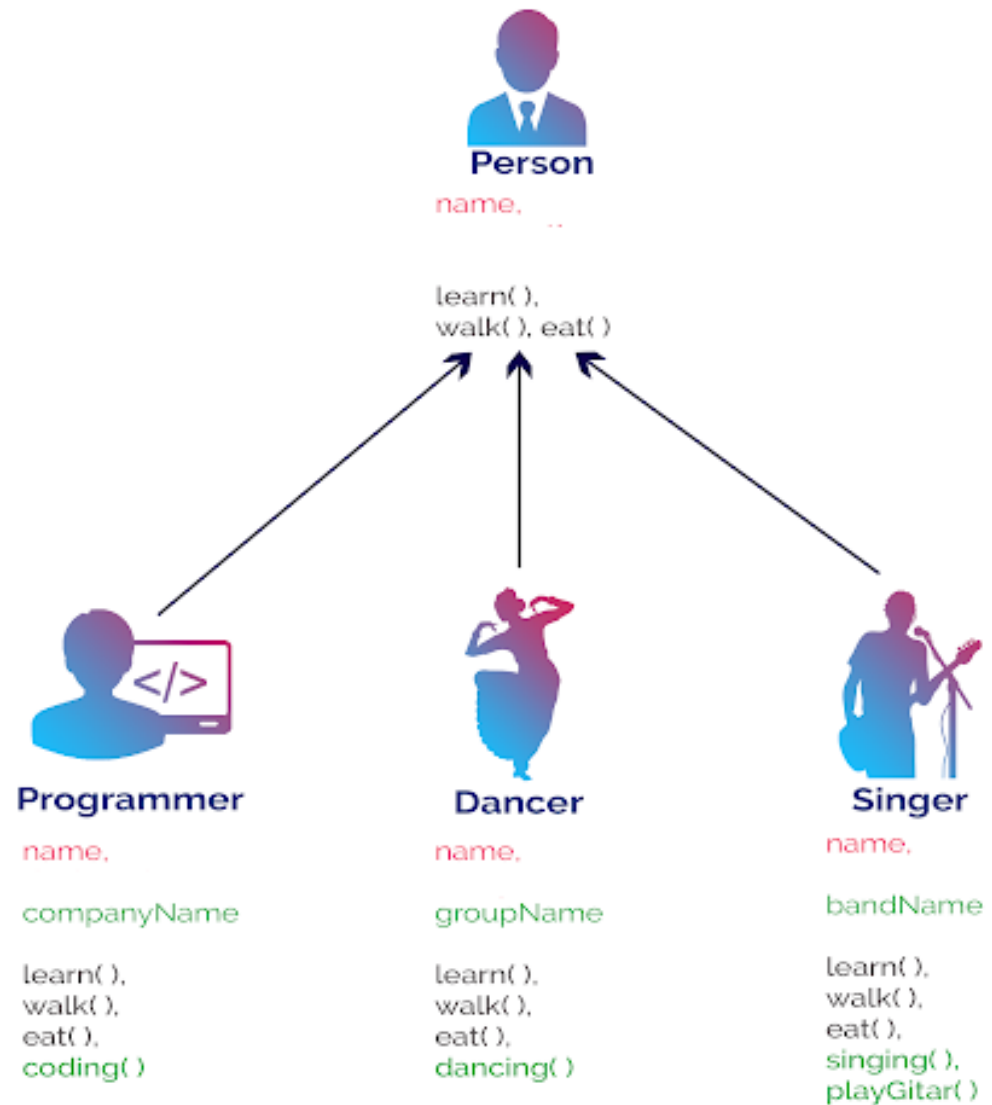 Person
name,
learn( ),
walk( ), eat( )
</>
Programmer
name,
companyName
learn( ),
walk( ),
eat( ),
coding( )
Dancer
name,
groupName
learn( ),
walk( ),
eat( ),
dancing( )
Singer
name,
bandName
learn( ),
walk( ),
eat( ),
singing( ),
playGitar( )